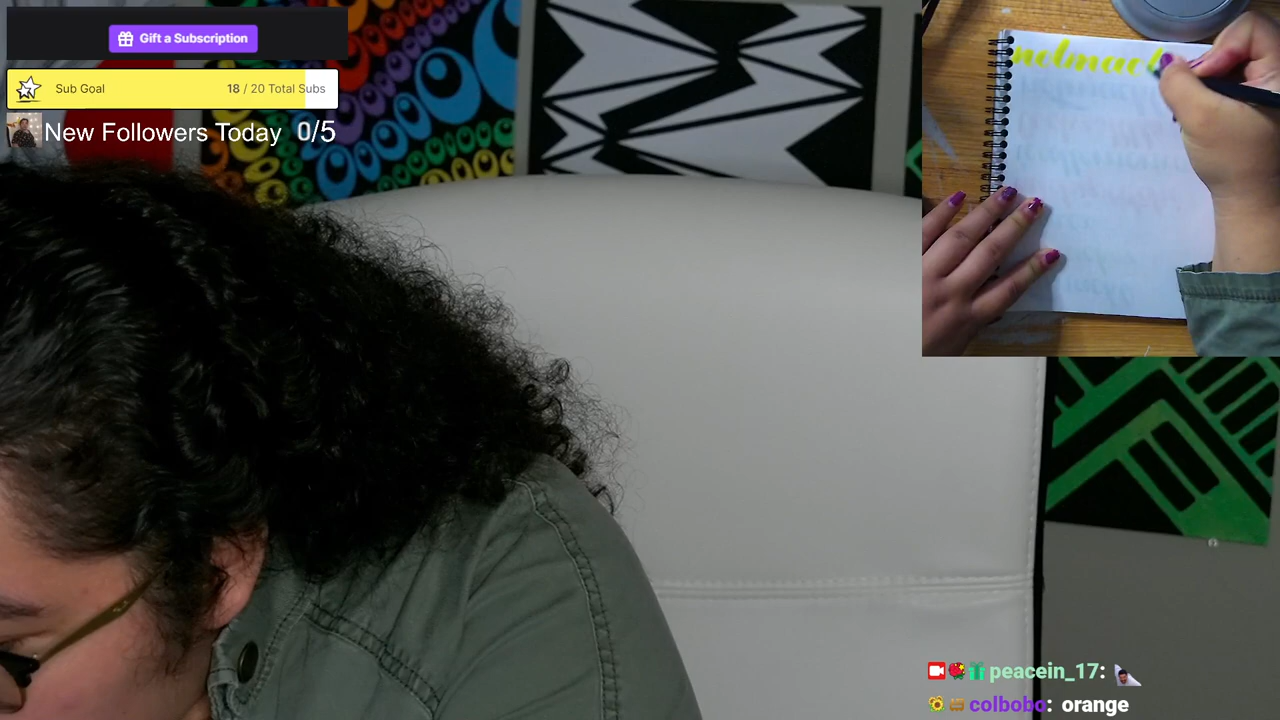 Gift a Subscription
Sub Goal 18 / 20 Total Subs
New Followers Today 0/5
peacein_17:
colbobo: orange